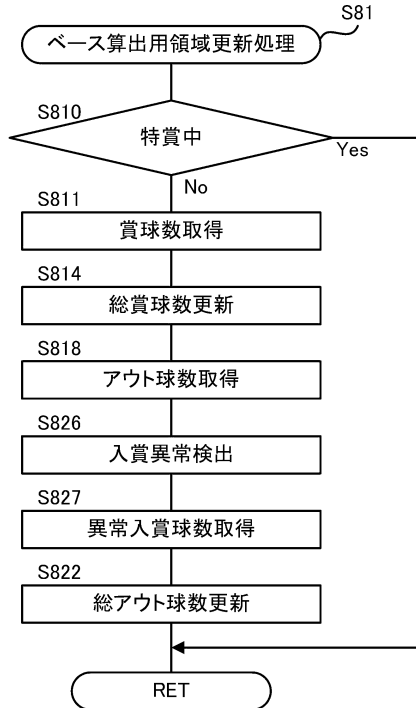 S81
ベース算出用領域更新処理
S810
特賞中
Yes
No
S811
賞球数取得
S814
総賞球数更新
S818
アウト球数取得
S826
入賞異常検出
S827
異常入賞球数取得
S822
総アウト球数更新
RET